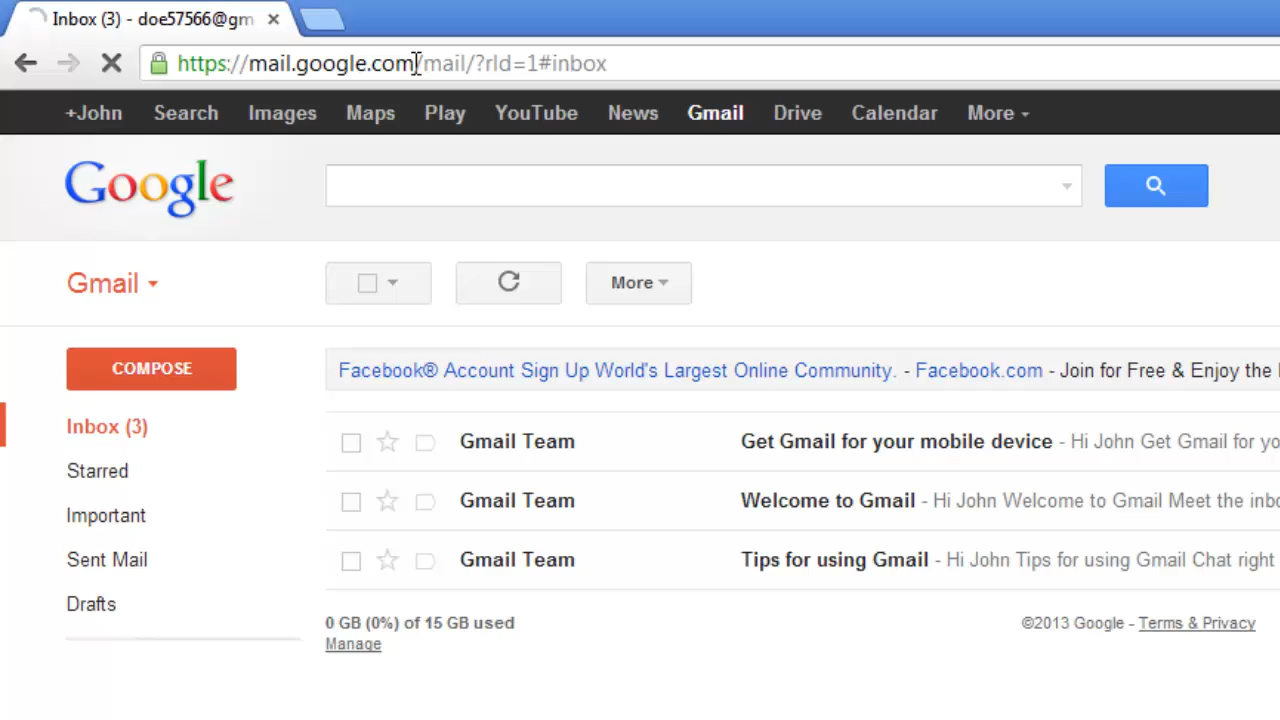 Inbox (3) - doe57566@gm
https://mail.google.com/mail/?rld=1#inbox
+John Search Images Maps Play YouTube News Gmail Drive Calendar More
Google
Gmail
More
COMPOSE
Facebook® Account Sign Up World's Largest Online Community. - Facebook.com - Join for Free & Enjoy the
Inbox (3)
Starred
Important
Sent Mail
Drafts
Gmail Team Get Gmail for your mobile device - Hi John Get Gmail for yo
Gmail Team Welcome to Gmail - Hi John Welcome to Gmail Meet the inbo
Gmail Team Tips for using Gmail - Hi John Tips for using Gmail Chat right
0 GB (0%) of 15 GB used
Manage
©2013 Google - Terms & Privacy